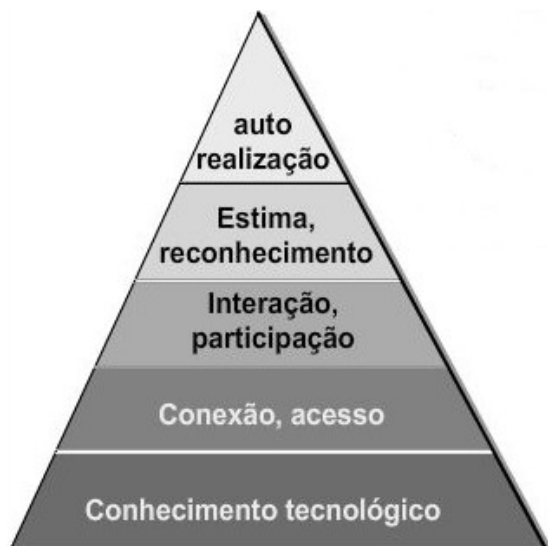 auto
realização
Estima,
reconhecimento
Interação,
participação
Conexão, acesso
Conhecimento tecnológico